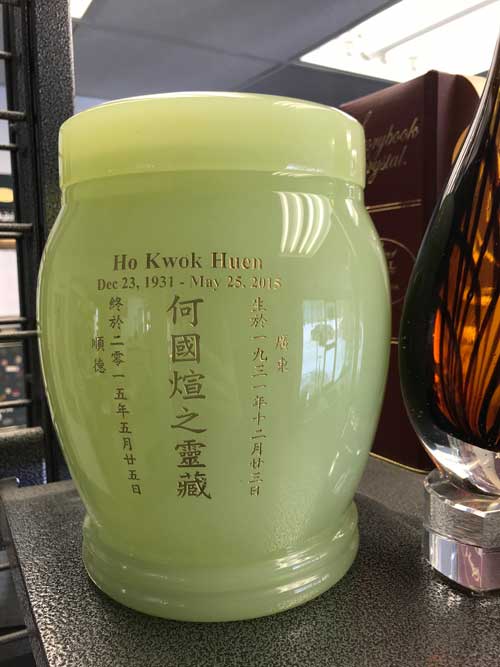 Ho Kwok Huen
Dec 23, 1931 - May 25, 2015
廣東
生於一九三一年十二月廿三日
何國煊之靈藏
終於二零一五年五月廿五日
順德
Storybook
Crystal.